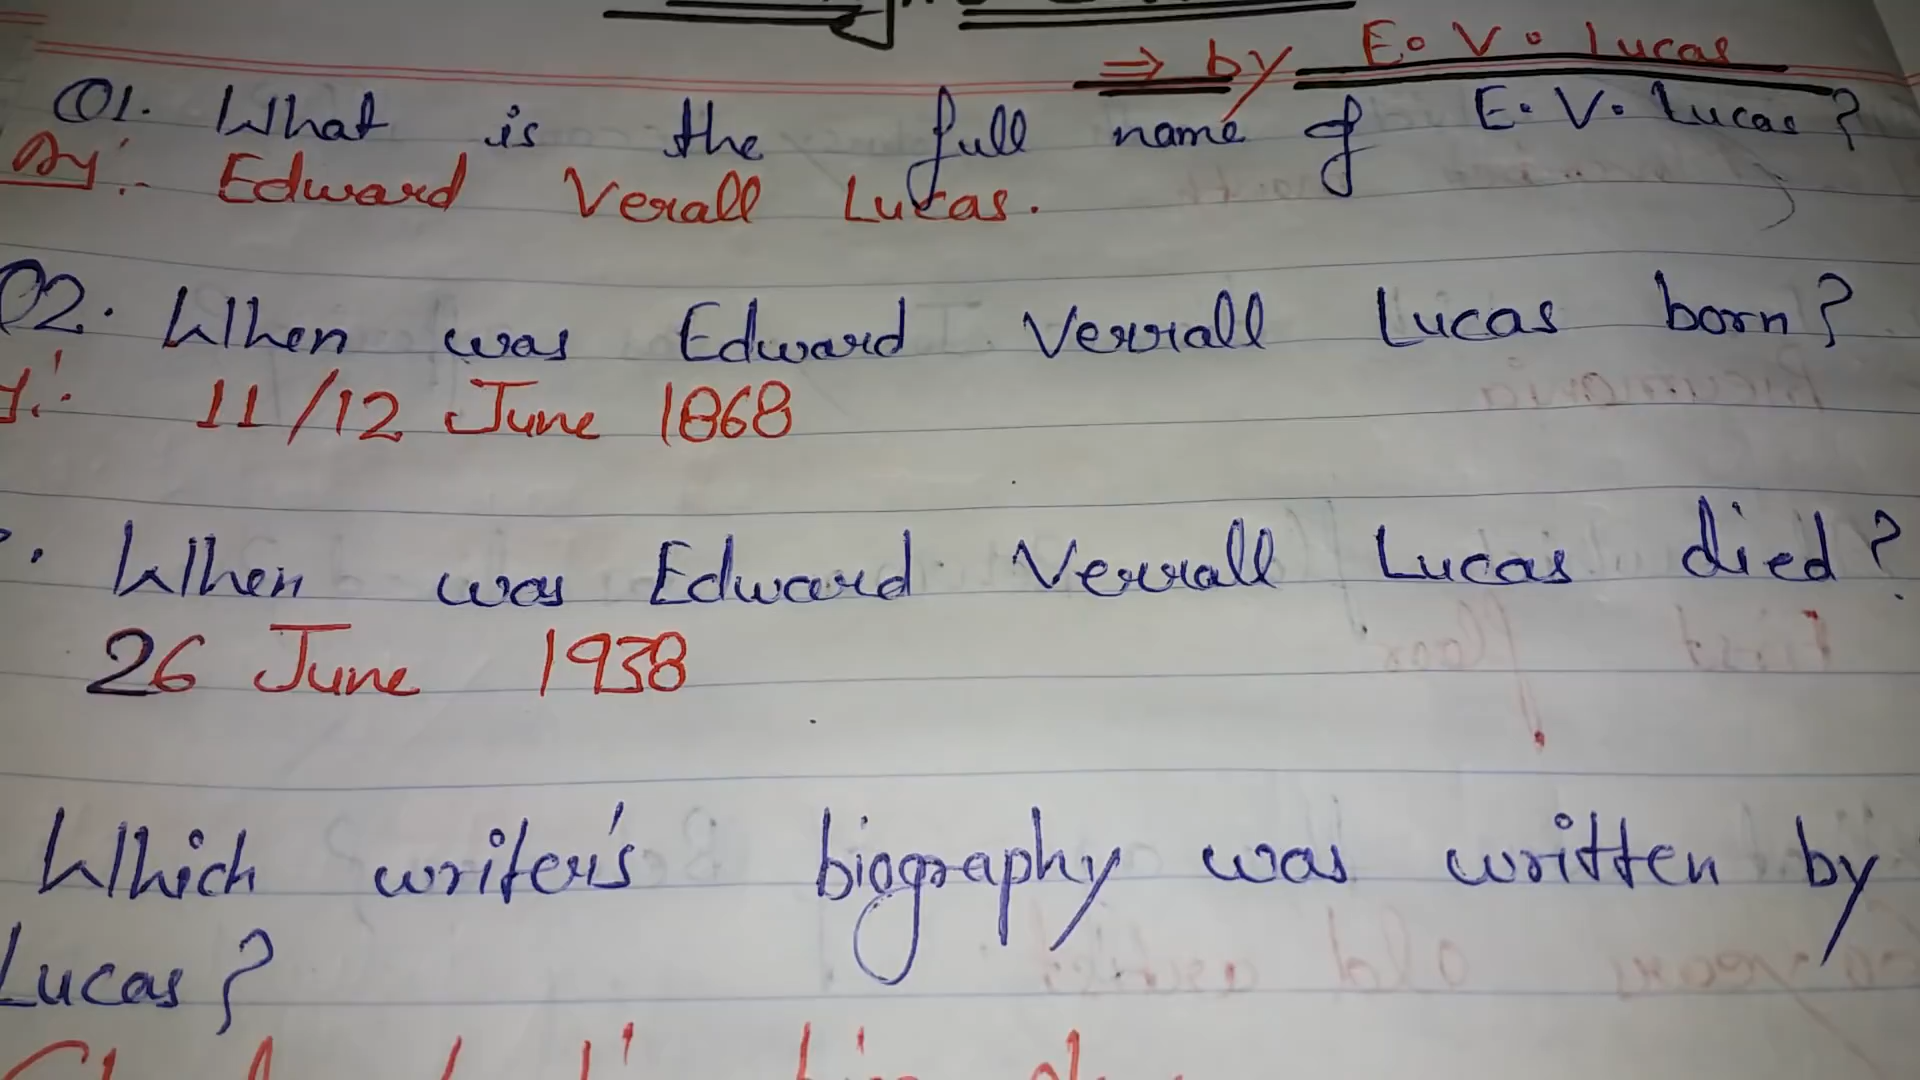 ⇒ by E. V. Lucas
Q1. What is the full name of E. V. Lucas?
Edward Verall Lucas.
Q2. When was Edward Verrall Lucas born?
11/12 June 1868
When was Edward Verrall Lucas died?
26 June 1938
Which writer's biography was written by
Lucas?